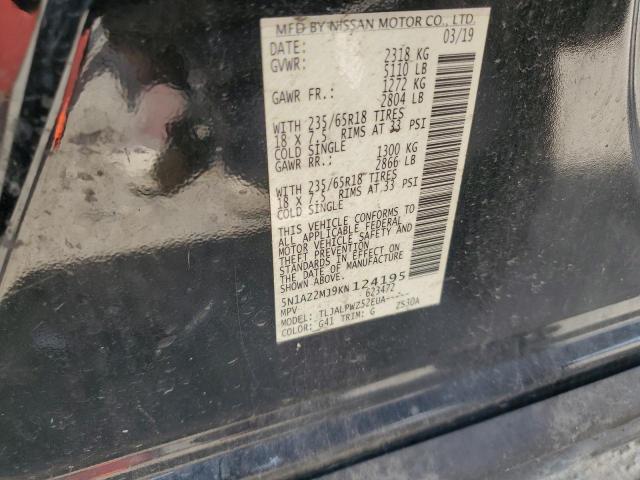 MFD BY NISSAN MOTOR CO., LTD.
DATE: 03/19
GVWR: 2318 KG
5110 LB
GAWR FR.: 1272 KG
2804 LB
WITH 235/65R18 TIRES
18 X 7.5 RIMS AT 33 PSI
COLD SINGLE
GAWR RR.: 1300 KG
2866 LB
WITH 235/65R18 TIRES
18 X 7.5 RIMS AT 33 PSI
COLD SINGLE
THIS VEHICLE CONFORMS TO
ALL APPLICABLE FEDERAL
MOTOR VEHICLE SAFETY AND
THEFT PREVENTION
STANDARDS IN EFFECT ON
THE DATE OF MANUFACTURE
SHOWN ABOVE.
5N1AZ2MJ9KN124195
MPV 623472
MODEL: TLJALPWZ52EUA-----
COLOR: G41 TRIM: G Z530A